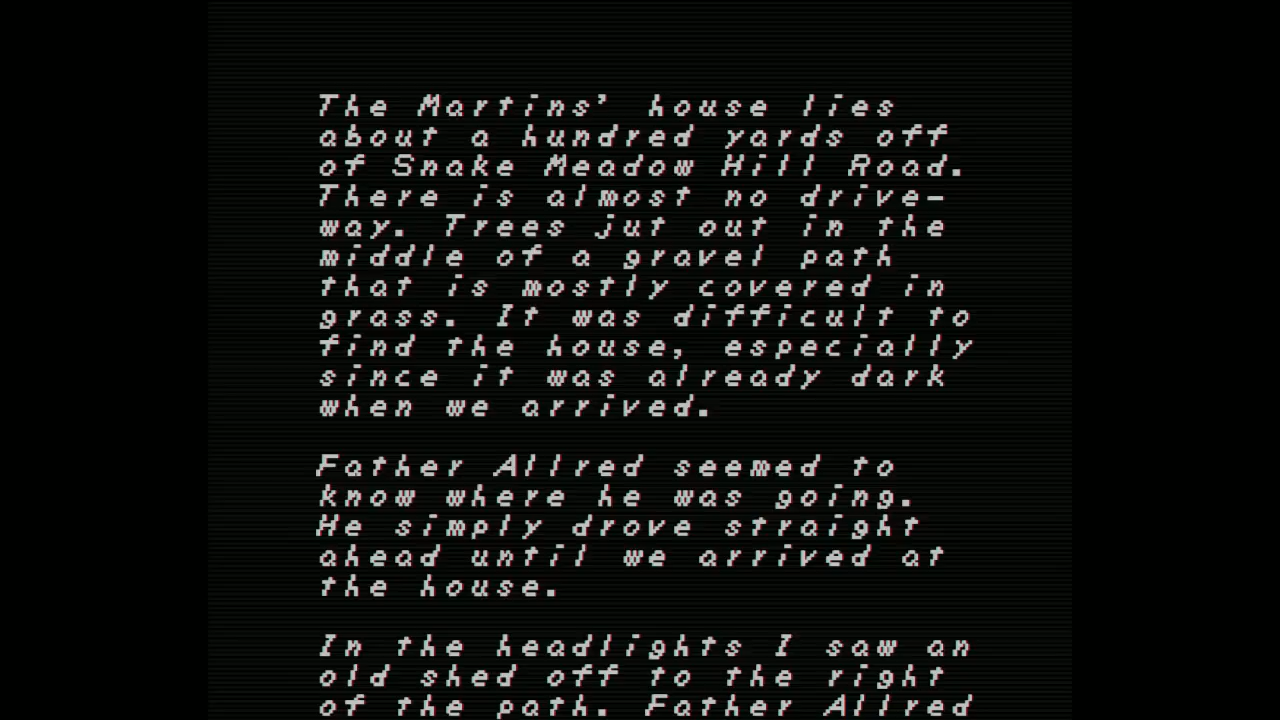 The Martins' house lies
about a hundred yards off
of Snake Meadow Hill Road.
There is almost no drive-
way. Trees jut out in the
middle of a gravel path
that is mostly covered in
grass. It was difficult to
find the house, especially
since it was already dark
when we arrived.
Father Allred seemed to
know where he was going.
He simply drove straight
ahead until we arrived at
the house.
In the headlights I saw an
old shed off to the right
of the path. Father Allred